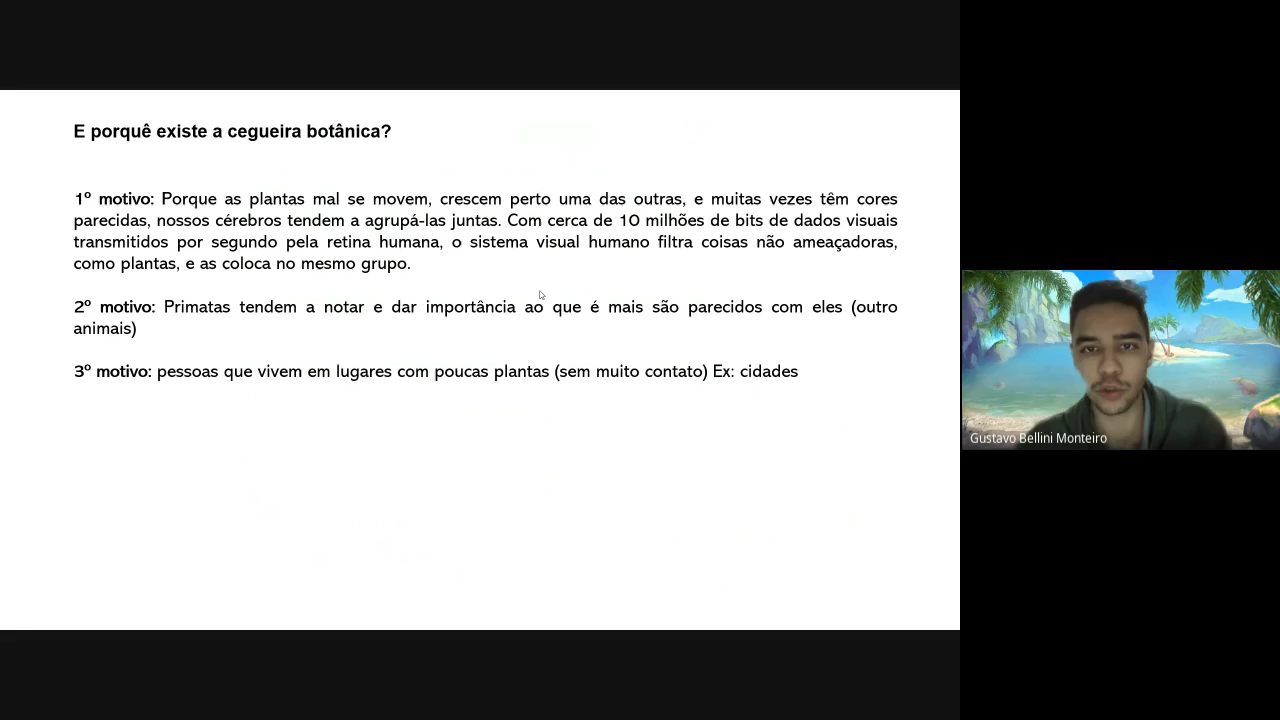 E porquê existe a cegueira botânica?
1º motivo: Porque as plantas mal se movem, crescem perto uma das outras, e muitas vezes têm cores
parecidas, nossos cérebros tendem a agrupá-las juntas. Com cerca de 10 milhões de bits de dados visuais
transmitidos por segundo pela retina humana, o sistema visual humano filtra coisas não ameaçadoras,
como plantas, e as coloca no mesmo grupo.
2º motivo: Primatas tendem a notar e dar importância ao que é mais são parecidos com eles (outro
animais)
3º motivo: pessoas que vivem em lugares com poucas plantas (sem muito contato) Ex: cidades
Gustavo Bellini Monteiro